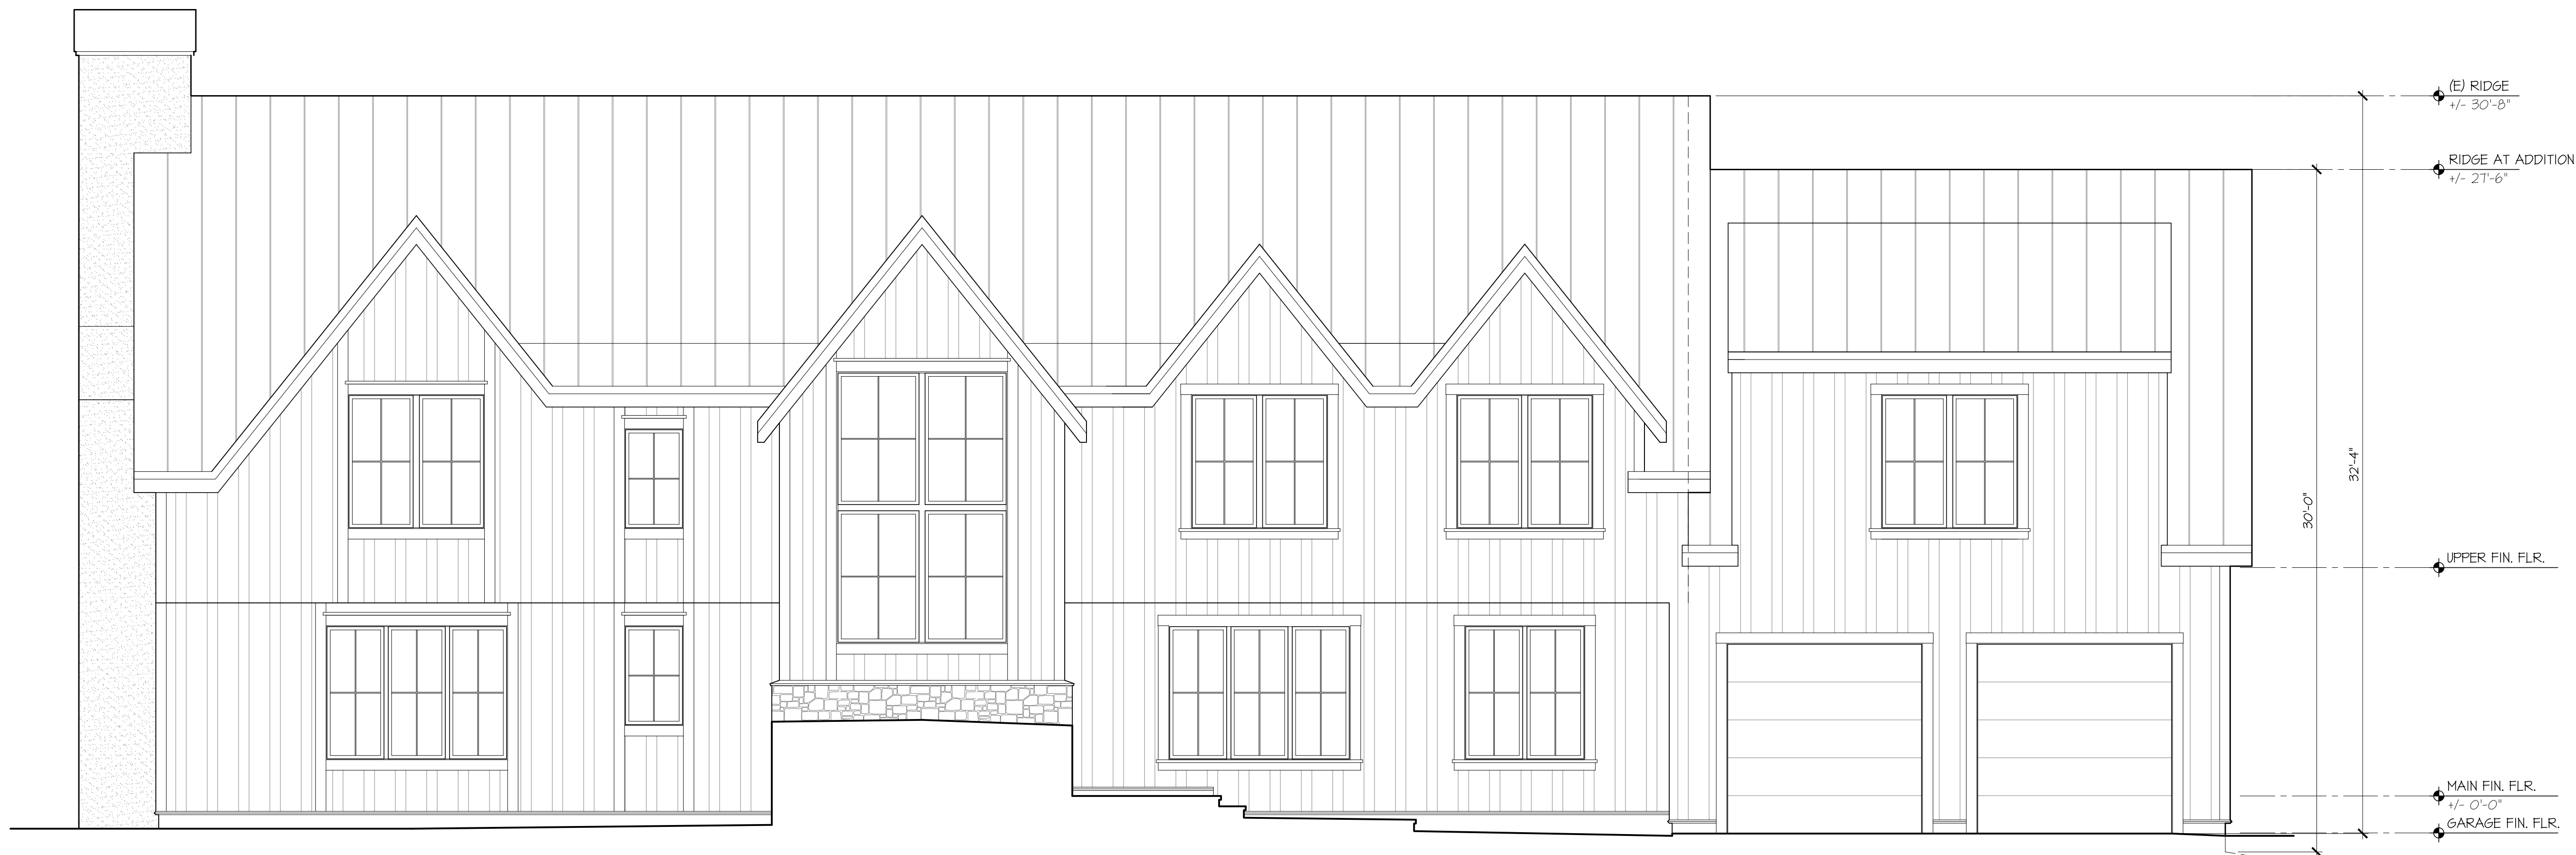 (E) RIDGE
+/- 30'-8"
RIDGE AT ADDITION
+/- 27'-6"
32'-4"
30'-0"
UPPER FIN. FLR.
MAIN FIN. FLR.
+/- 0'-0"
GARAGE FIN. FLR.